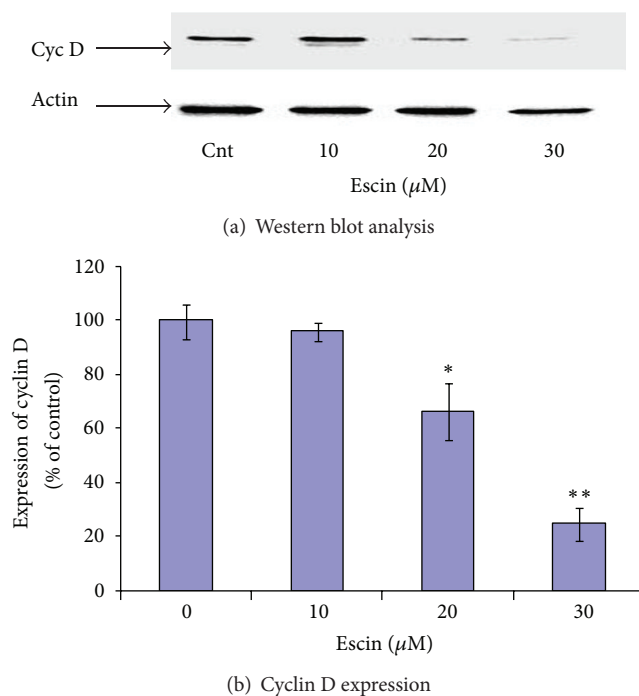 Cyc D
Actin
Cnt 10 20 30
Escin (μM)
(a) Western blot analysis
120
100
80
60
40
20
0
Expression of cyclin D
(% of control)
*
**
0 10 20 30
Escin (μM)
(b) Cyclin D expression